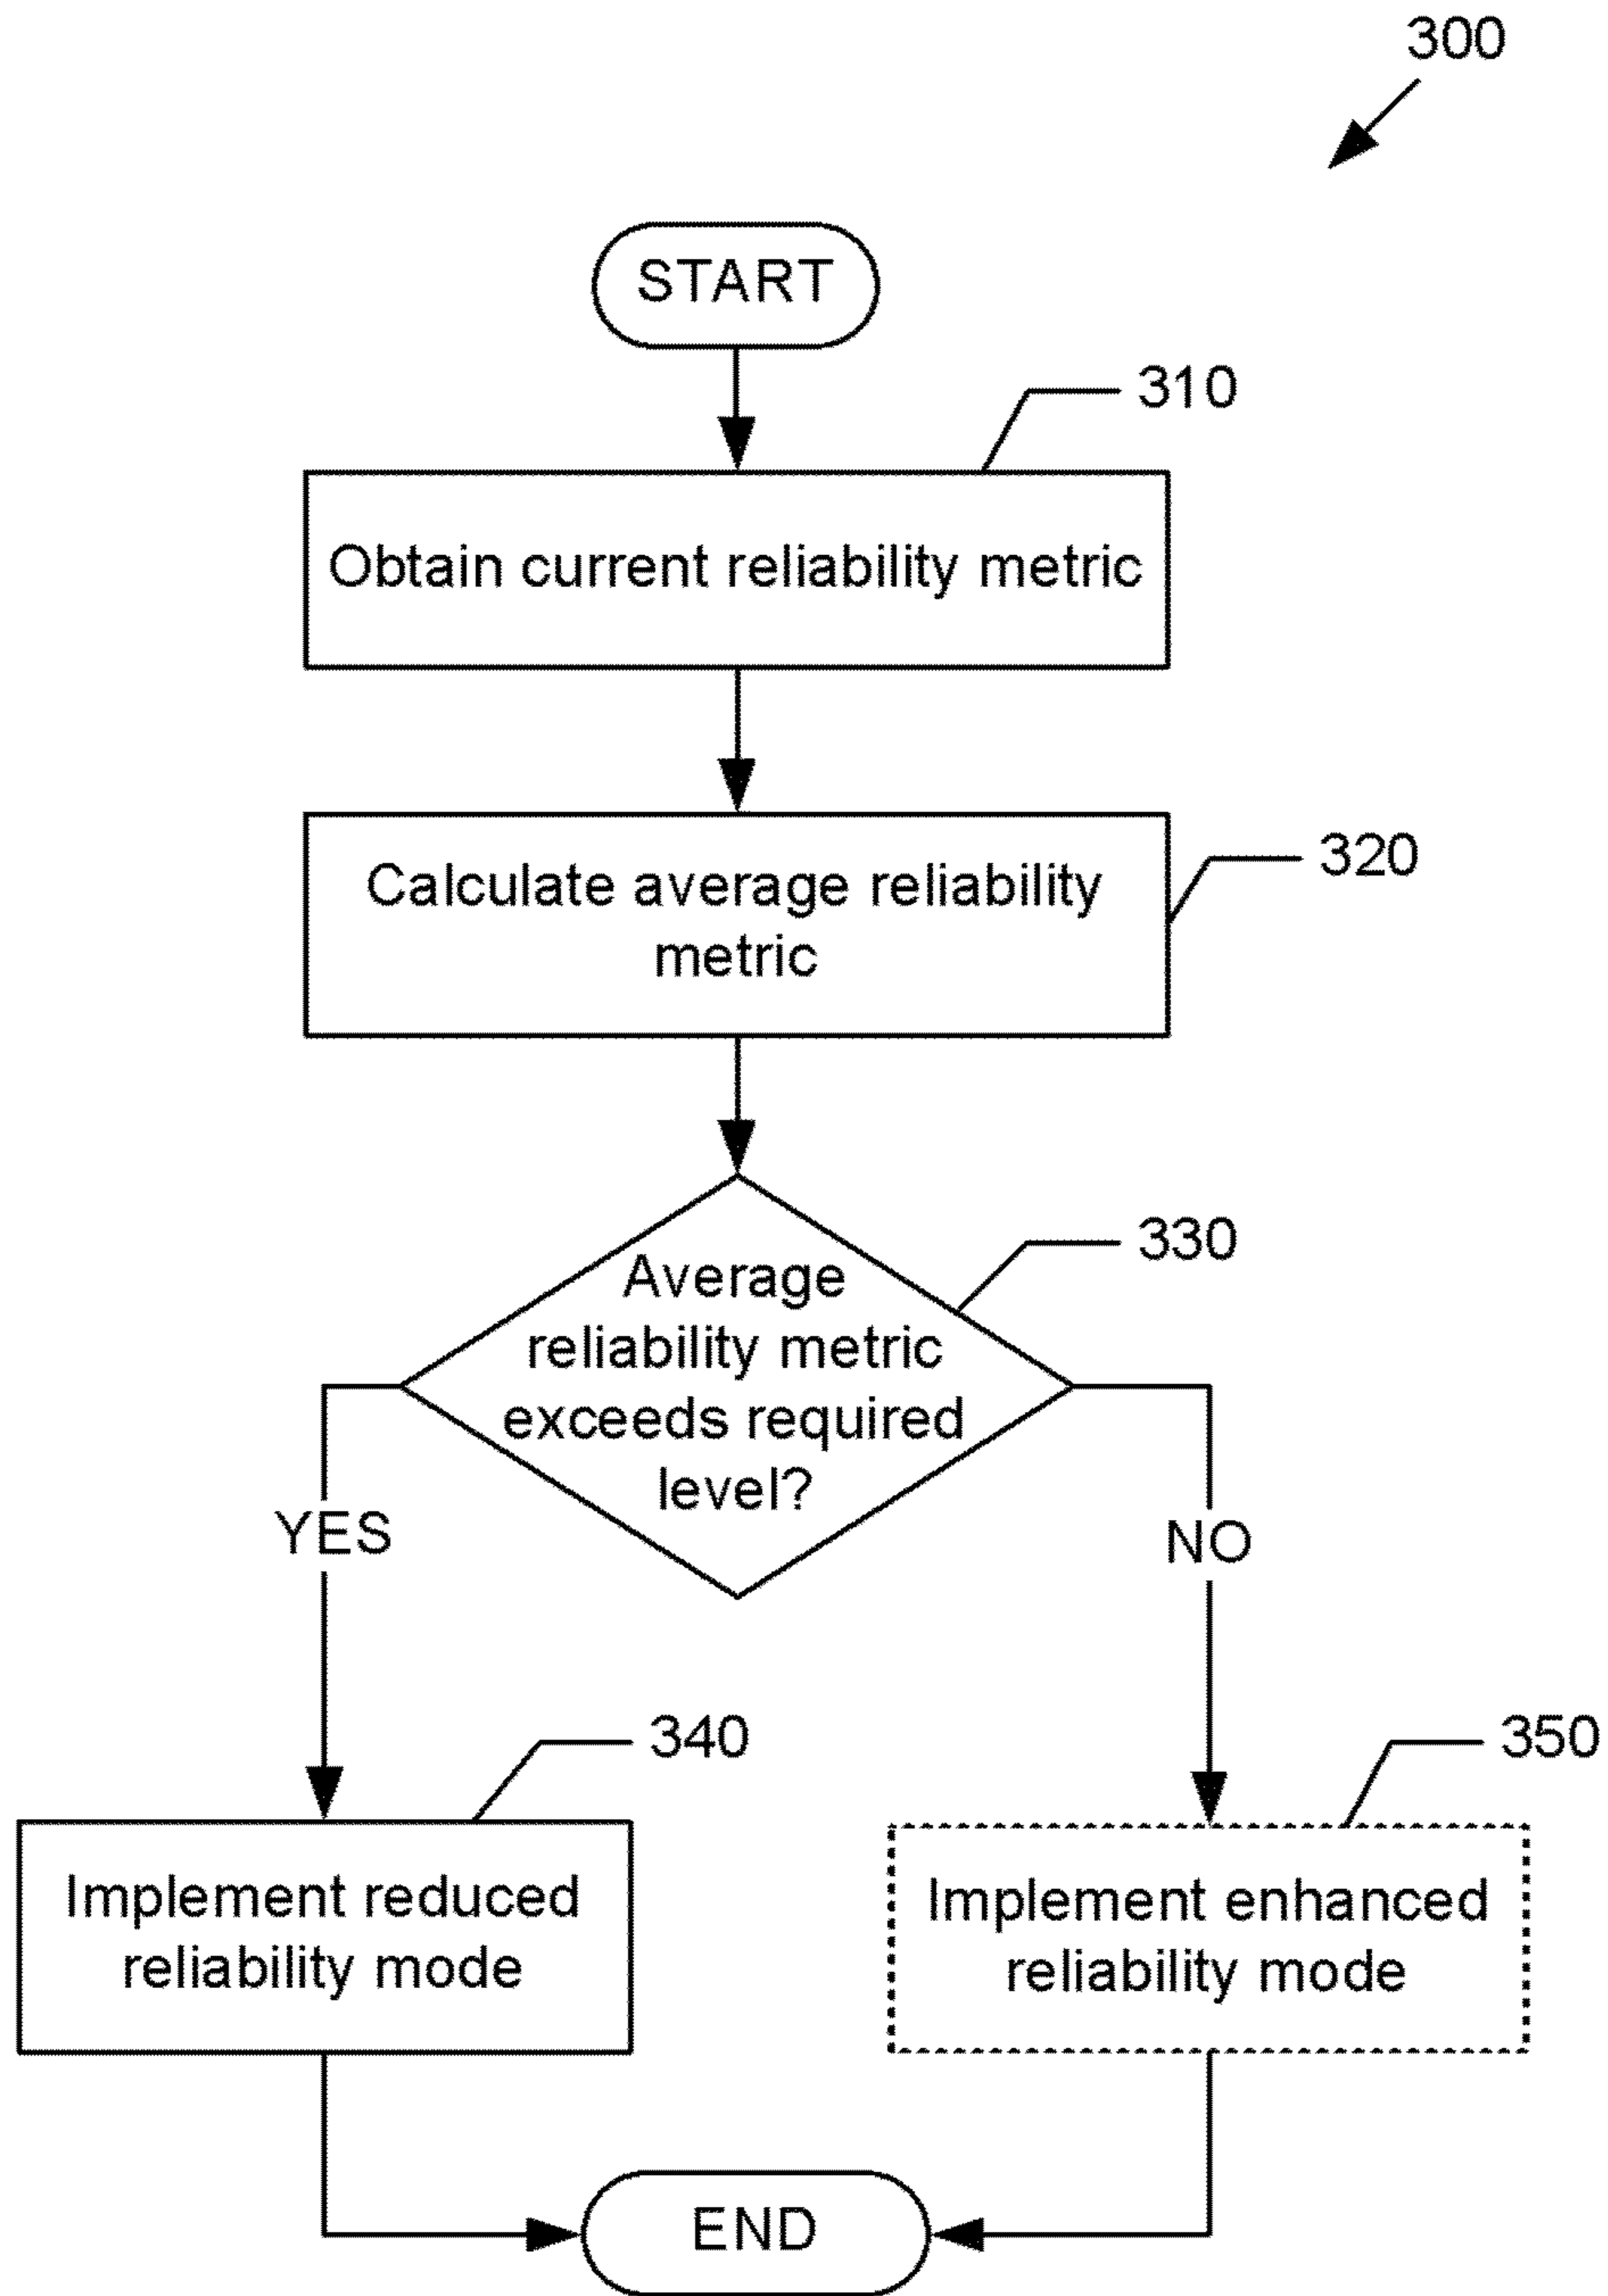 300
START
310
Obtain current reliability metric
320
Calculate average reliability
metric
330
Average
reliability metric
exceeds required
level?
YES
NO
340
350
Implement reduced
reliability mode
Implement enhanced
reliability mode
END